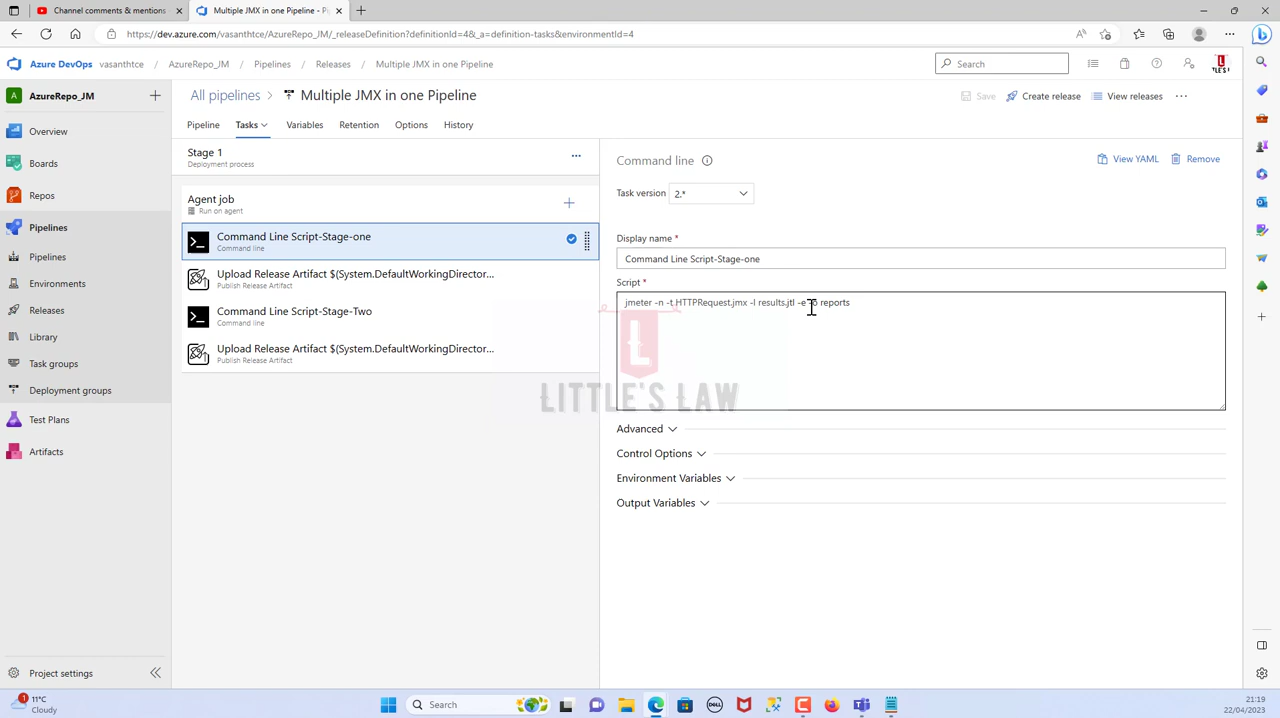 Channel comments & mentions
Multiple JMX in one Pipeline - Pi
https://dev.azure.com/vasanthtce/AzureRepo_JM/_releaseDefinition?definitionId=4&_a=definition-tasks&environmentId=4
Azure DevOps vasanthtce / AzureRepo_JM / Pipelines / Releases / Multiple JMX in one Pipeline
Search
LITTLE'S
A AzureRepo_JM
All pipelines > Multiple JMX in one Pipeline
Save Create release View releases ...
Pipeline Tasks Variables Retention Options History
Overview
Boards
Repos
Pipelines
Pipelines
Environments
Releases
Library
Task groups
Deployment groups
Test Plans
Artifacts
Project settings
Stage 1
Deployment process
Agent job
Run on agent
Command Line Script-Stage-one
Command line
Upload Release Artifact $(System.DefaultWorkingDirector...
Publish Release Artifact
Command Line Script-Stage-Two
Command line
Upload Release Artifact $(System.DefaultWorkingDirector...
Publish Release Artifact
Command line
View YAML Remove
Task version 2.*
Display name *
Command Line Script-Stage-one
Script *
jmeter -n -t HTTPRequest.jmx -l results.jtl -e reports
L
LITTLE'S LAW
Advanced
Control Options
Environment Variables
Output Variables
1
11°C
Cloudy
Search
DELL
21:19
22/04/2023